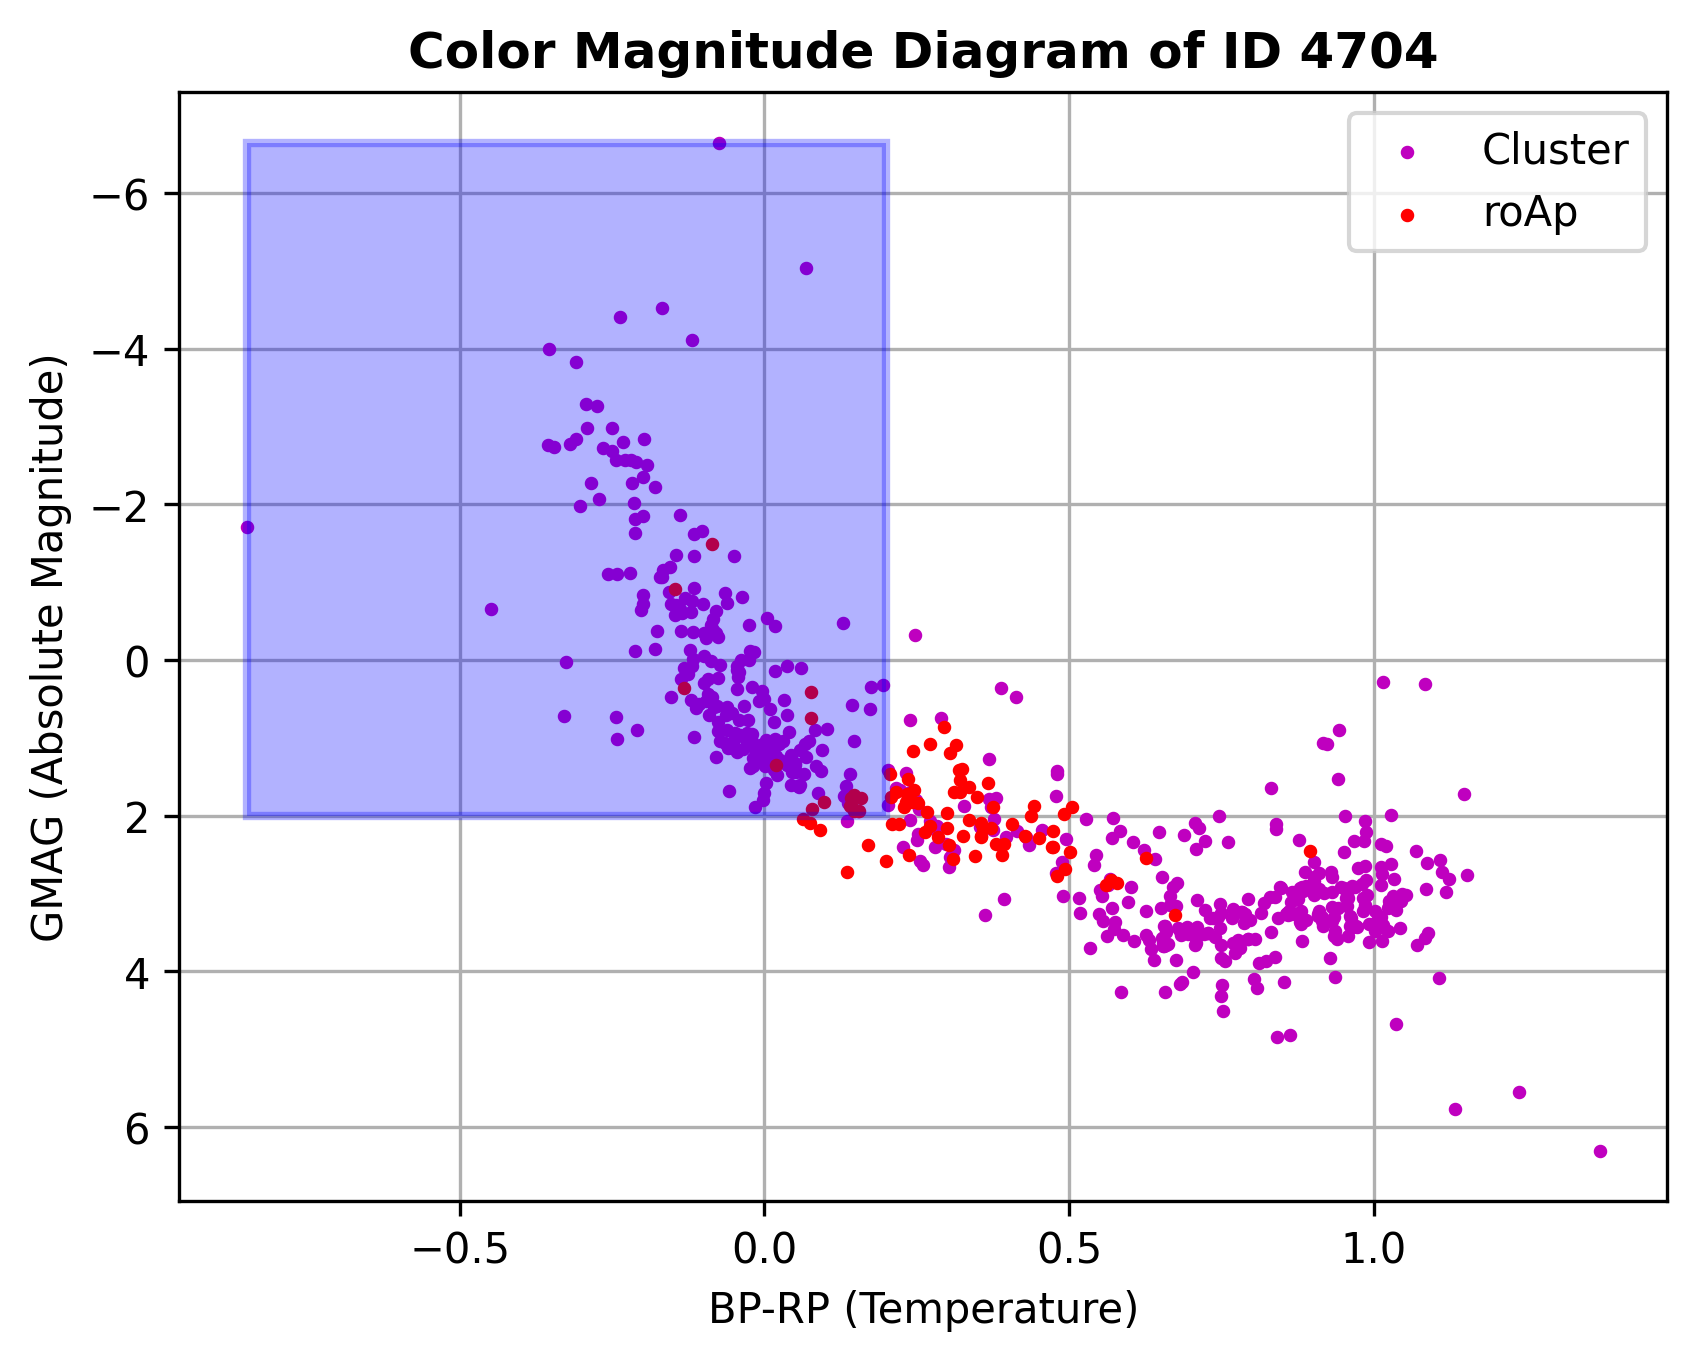 Color Magnitude Diagram of ID 4704
Cluster
roAp
−6
−4
−2
0
2
4
6
GMAG (Absolute Magnitude)
−0.5 0.0 0.5 1.0
BP-RP (Temperature)